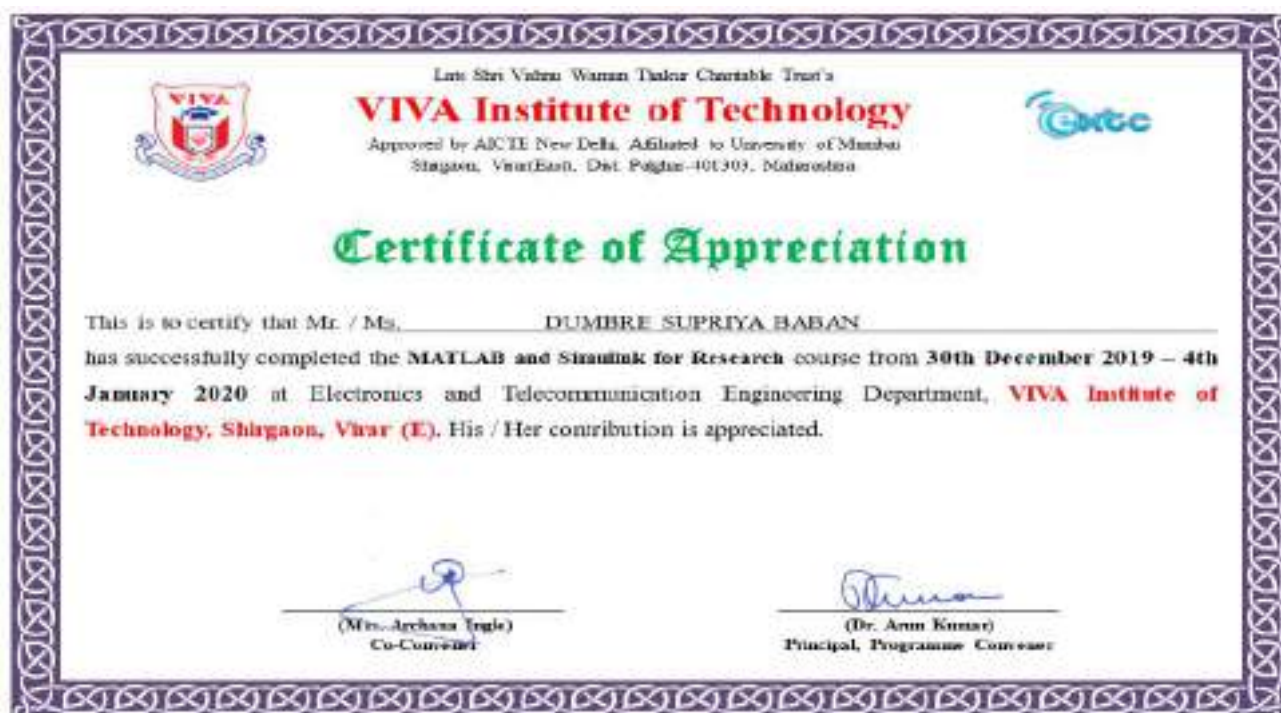 VIVA
Late Shri Vishnu Waman Thakur Charitable Trust's
VIVA Institute of Technology
extc
Approved by AICTE New Delhi, Affiliated to University of Mumbai
Shirgaon, Virar(East), Dist. Palghar-401303, Maharashtra
Certificate of Appreciation
This is to certify that Mr. / Ms. DUMBRE SUPRIYA BABAN
has successfully completed the MATLAB and Simulink for Research course from 30th December 2019 – 4th
January 2020 at Electronics and Telecommunication Engineering Department, VIVA Institute of
Technology, Shirgaon, Virar (E). His / Her contribution is appreciated.
(Mrs. Archana Ingle)
Co-Convener
(Dr. Arun Kumar)
Principal, Programme Convener